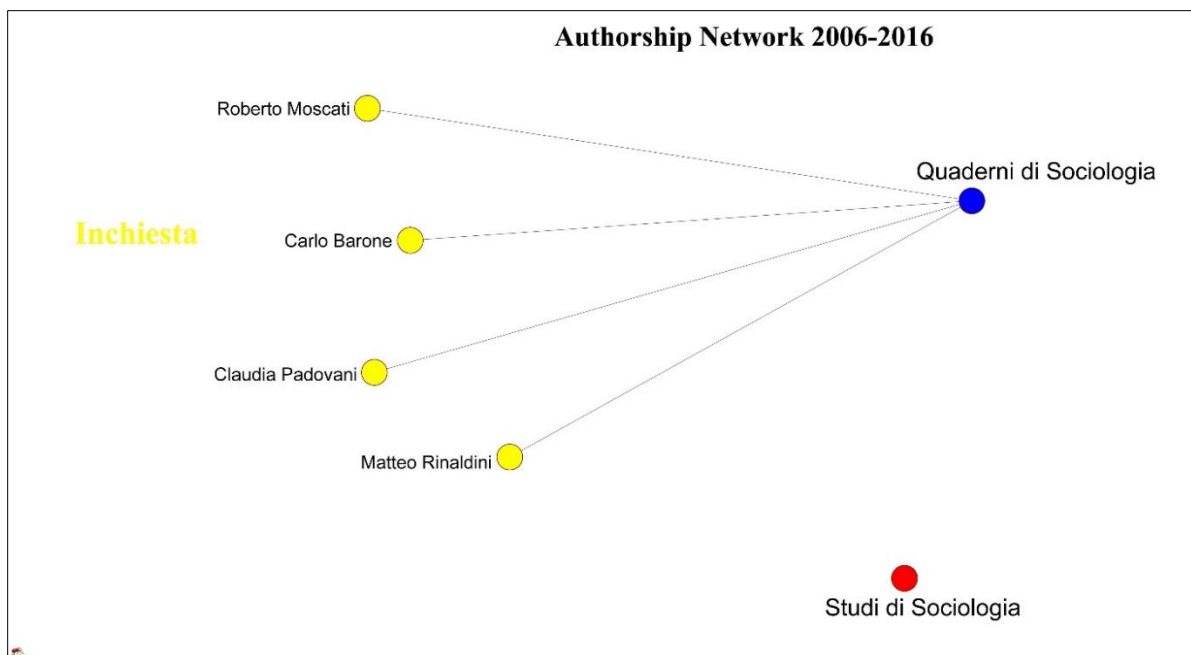 Authorship Network 2006-2016
Roberto Moscati
Quaderni di Sociologia
Inchiesta
Carlo Barone
Claudia Padovani
Matteo Rinaldini
Studi di Sociologia